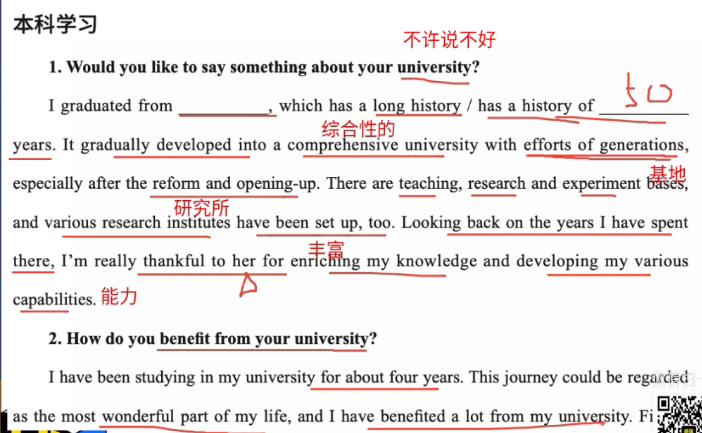 本科学习
不许说不好
1. Would you like to say something about your university?
I graduated from ________, which has a long history / has a history of ________
50
综合性的
years. It gradually developed into a comprehensive university with efforts of generations,
基地
especially after the reform and opening-up. There are teaching, research and experiment bases,
研究所
and various research institutes have been set up, too. Looking back on the years I have spent
丰富
there, I'm really thankful to her for enriching my knowledge and developing my various
capabilities. 能力
2. How do you benefit from your university?
I have been studying in my university for about four years. This journey could be regarded
as the most wonderful part of my life, and I have benefited a lot from my university. Fi